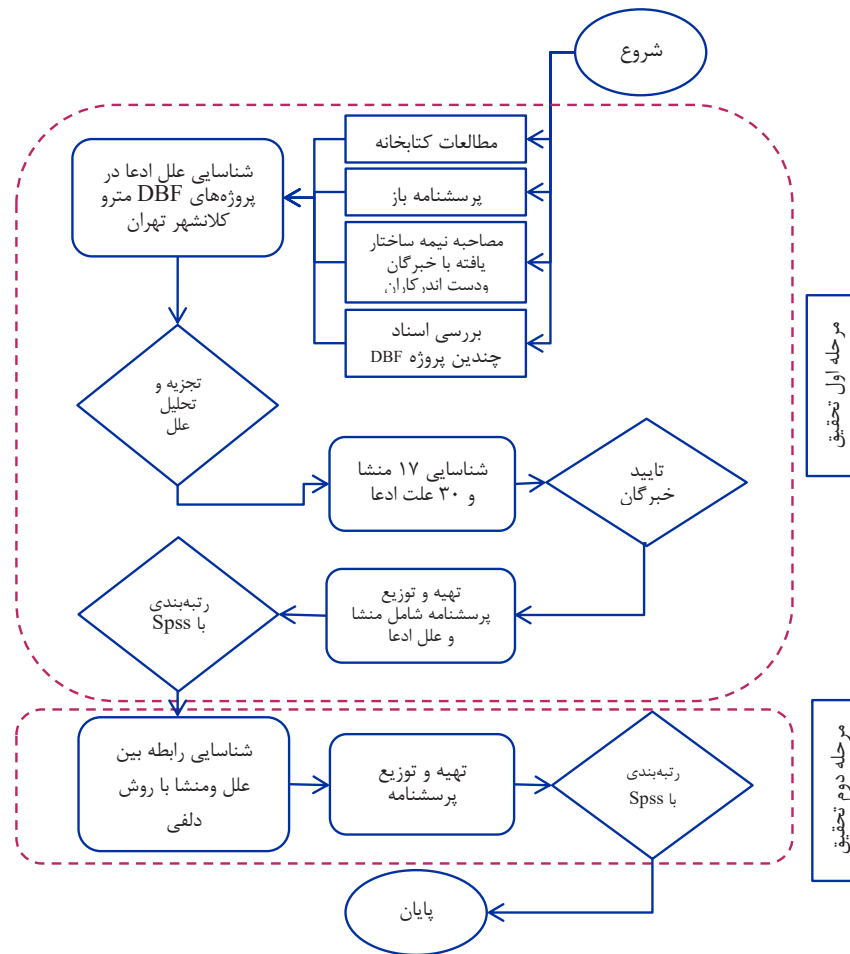 شروع
مطالعات کتابخانه
پرسشنامه باز
مصاحبه نیمه ساختار
یافته با خبرگان
ودست اندرکاران
بررسی اسناد
چندین پروژه DBF
شناسایی علل ادعا در
پروژه‌های DBF مترو
کلانشهر تهران
تجزیه و
تحلیل
علل
شناسایی ۱۷ منشا
و ۳۰ علت ادعا
تایید
خبرگان
تهیه و توزیع
پرسشنامه شامل منشا
و علل ادعا
رتبه‌بندی
با Spss
مرحله اول تحقیق
شناسایی رابطه بین
علل ومنشا با روش
دلفی
تهیه و توزیع
پرسشنامه
رتبه‌بندی
با Spss
مرحله دوم تحقیق
پایان